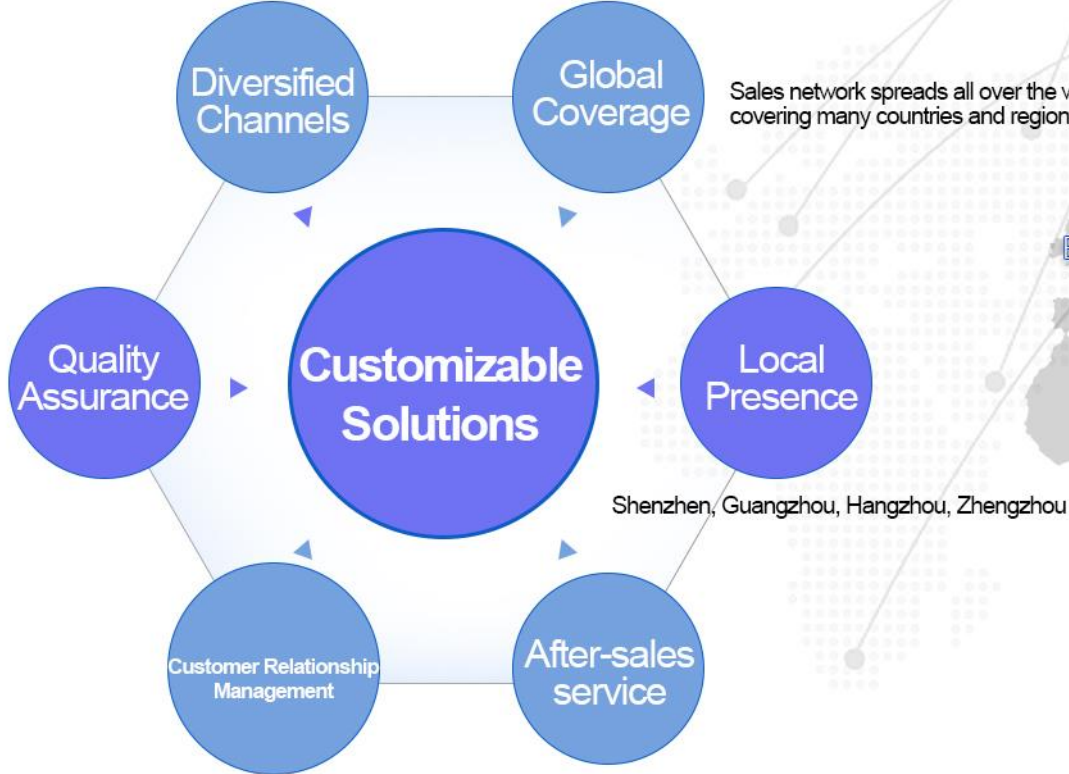 Diversified
Channels
Global
Coverage
Sales network spreads all over the
covering many countries and region
Quality
Assurance
Customizable
Solutions
Local
Presence
Shenzhen, Guangzhou, Hangzhou, Zhengzhou
Customer Relationship
Management
After-sales
service